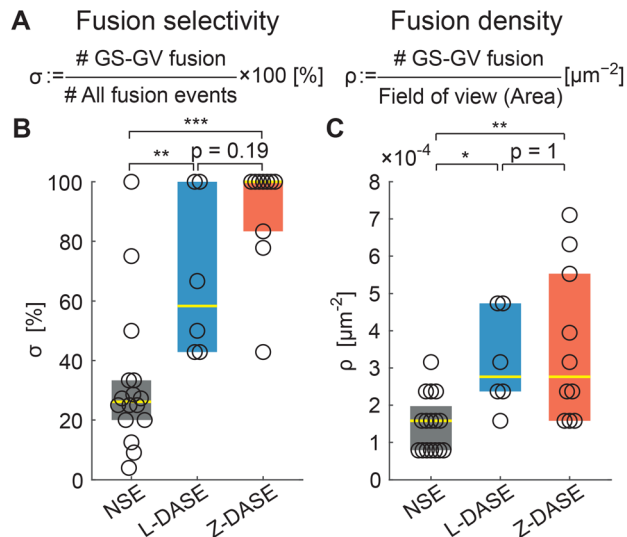 A
Fusion selectivity
Fusion density
σ := # GS-GV fusion / # All fusion events ×100 [%]
ρ := # GS-GV fusion / Field of view (Area) [μm⁻²]
B
***
** p = 0.19
100
80
60
40
20
0
σ [%]
NSE
L-DASE
Z-DASE
C
**
* p = 1
×10⁻⁴
8
7
6
5
4
3
2
1
0
ρ [μm⁻²]
NSE
L-DASE
Z-DASE